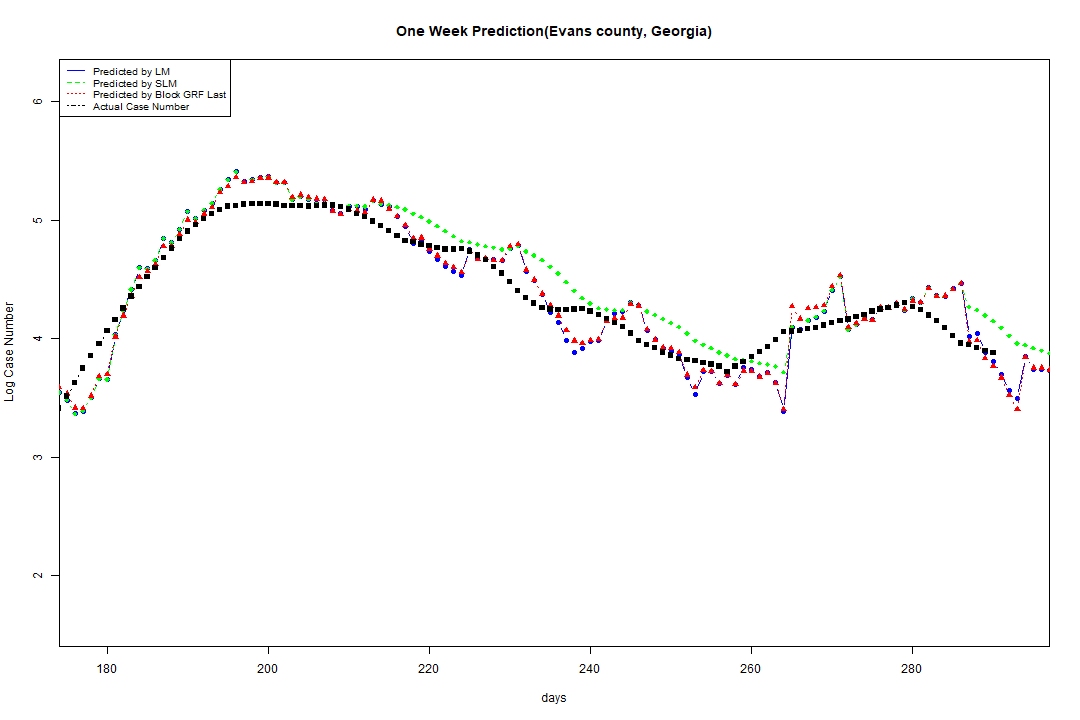 One Week Prediction(Evans county, Georgia)
Predicted by LM
Predicted by SLM
Predicted by Block GRF Last
Actual Case Number
6
5
4
3
2
Log Case Number
180 200 220 240 260 280
days